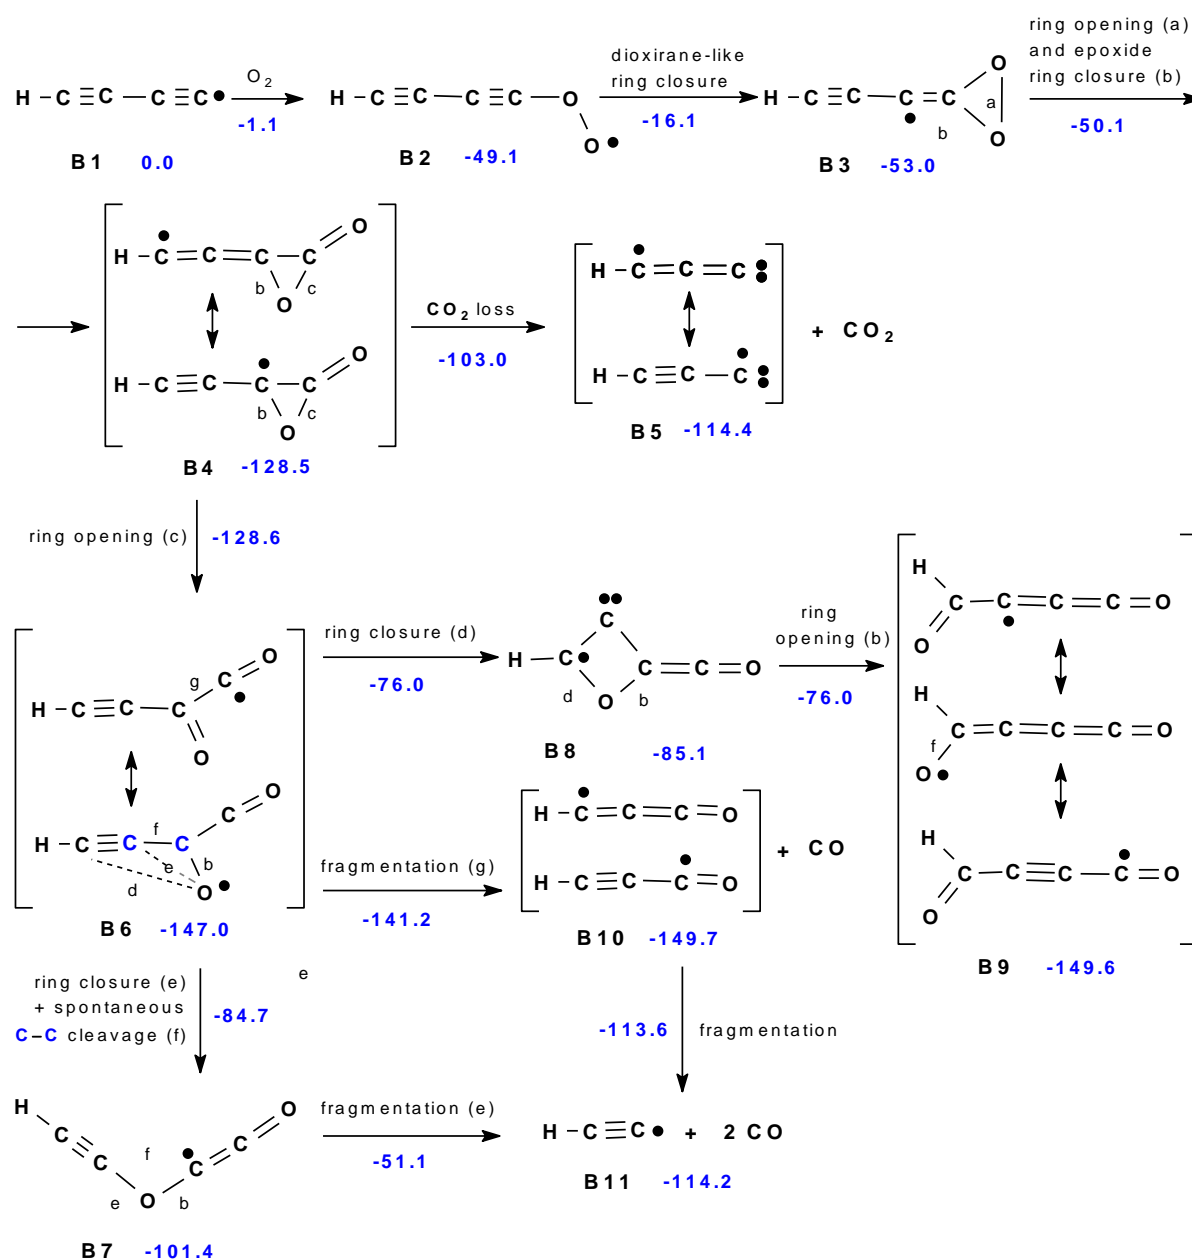 H – C ≡ C — C ≡ C •
O2
-1.1
B1 0.0
H – C ≡ C — C ≡ C — O
O •
B2 -49.1
dioxirane-like
ring closure
-16.1
H – C ≡ C — C = C
O
O
a
b
•
B3 -53.0
ring opening (a)
and epoxide
ring closure (b)
-50.1
•
H – C = C = C — C = O
b c
O
•
H – C ≡ C — C — C = O
b c
O
B4 -128.5
CO2 loss
-103.0
•
H – C = C = C :
•
H – C ≡ C — C :
B5 -114.4
+ CO2
ring opening (c)
-128.6
H – C ≡ C — C — C = O
g
•
O
H – C ≡ C — C — C = O
f
b
e
d
O •
B6 -147.0
ring closure (d)
-76.0
••
C
H — C • C = C = O
d b
O
B8 -85.1
ring
opening (b)
-76.0
H
C — C = C = C = O
•
O
H
C = C = C = C = O
f
O •
H
C — C ≡ C — C = O
•
O
B9 -149.6
fragmentation (g)
-141.2
•
H – C = C = C = O
•
H – C ≡ C — C = O
B10 -149.7
+ CO
ring closure (e)
+ spontaneous
C–C cleavage (f)
-84.7
e
-113.6
fragmentation
H
C ≡ C
f
•
C = C = O
e b
O
B7 -101.4
fragmentation (e)
-51.1
H – C ≡ C • + 2 CO
B11 -114.2